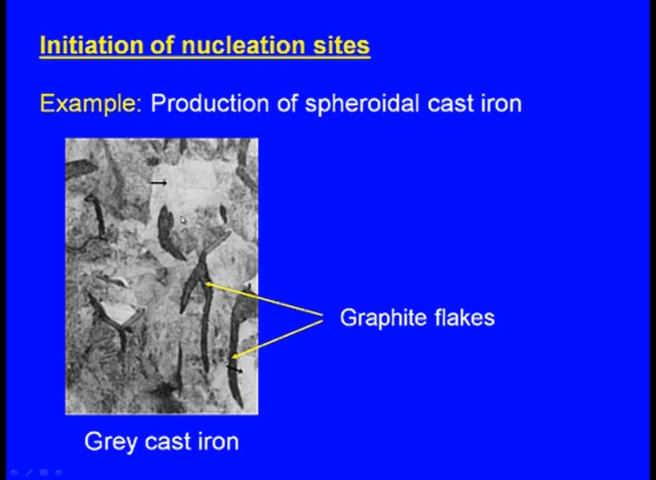 Initiation of nucleation sites
Example: Production of spheroidal cast iron
Graphite flakes
Grey cast iron